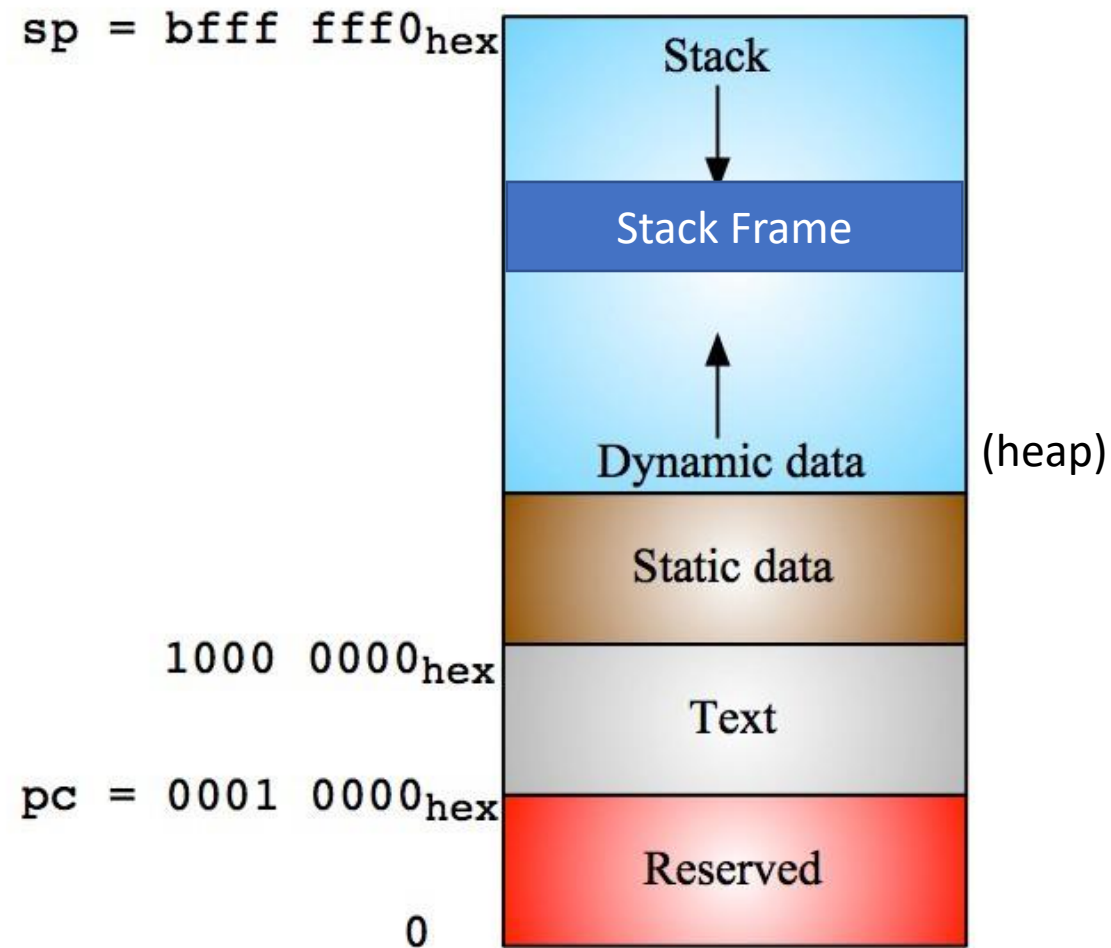 sp = bfff fff0hex
Stack
Stack Frame
Dynamic data
(heap)
Static data
1000 0000hex
Text
pc = 0001 0000hex
Reserved
0